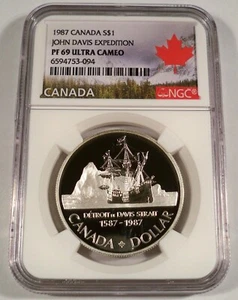 1987 CANADA S$1
JOHN DAVIS EXPEDITION
PF 69 ULTRA CAMEO
6594753-094
CANADA
NGC
DÉTROIT DE DAVIS STRAIT
1587-1987
CANADA DOLLAR